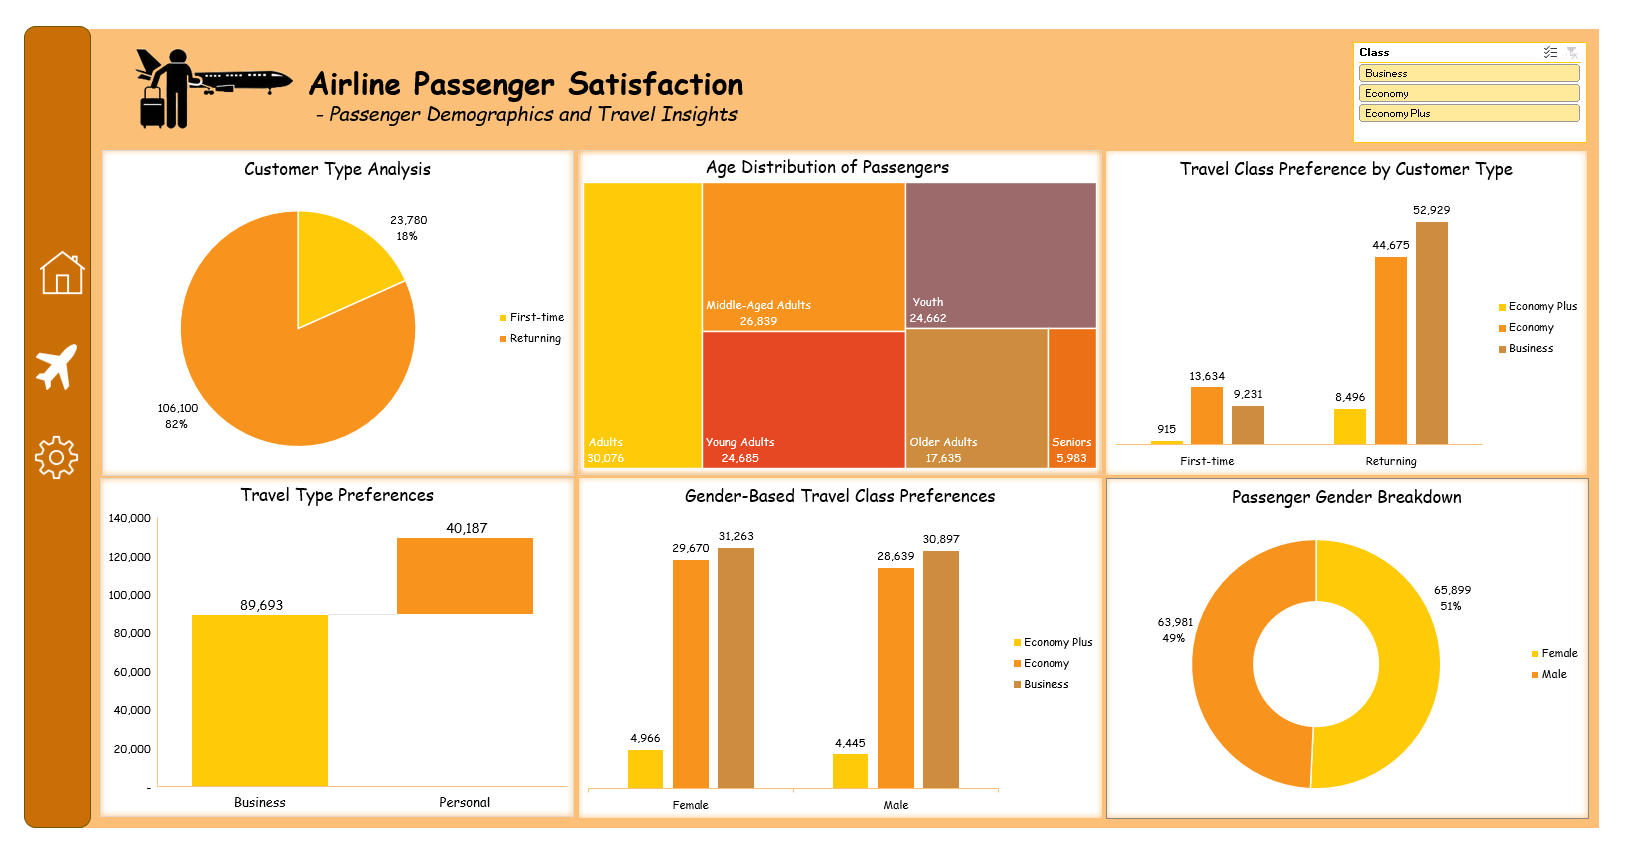 Airline Passenger Satisfaction
- Passenger Demographics and Travel Insights
Class
Business
Economy
Economy Plus
Customer Type Analysis
23,780
18%
106,100
82%
First-time
Returning
Age Distribution of Passengers
Adults
30,076
Middle-Aged Adults
26,839
Young Adults
24,685
Youth
24,662
Older Adults
17,635
Seniors
5,983
Travel Class Preference by Customer Type
915
13,634
9,231
8,496
44,675
52,929
First-time
Returning
Economy Plus
Economy
Business
Travel Type Preferences
140,000
120,000
100,000
80,000
60,000
40,000
20,000
-
89,693
40,187
Business
Personal
Gender-Based Travel Class Preferences
4,966
29,670
31,263
4,445
28,639
30,897
Female
Male
Economy Plus
Economy
Business
Passenger Gender Breakdown
65,899
51%
63,981
49%
Female
Male